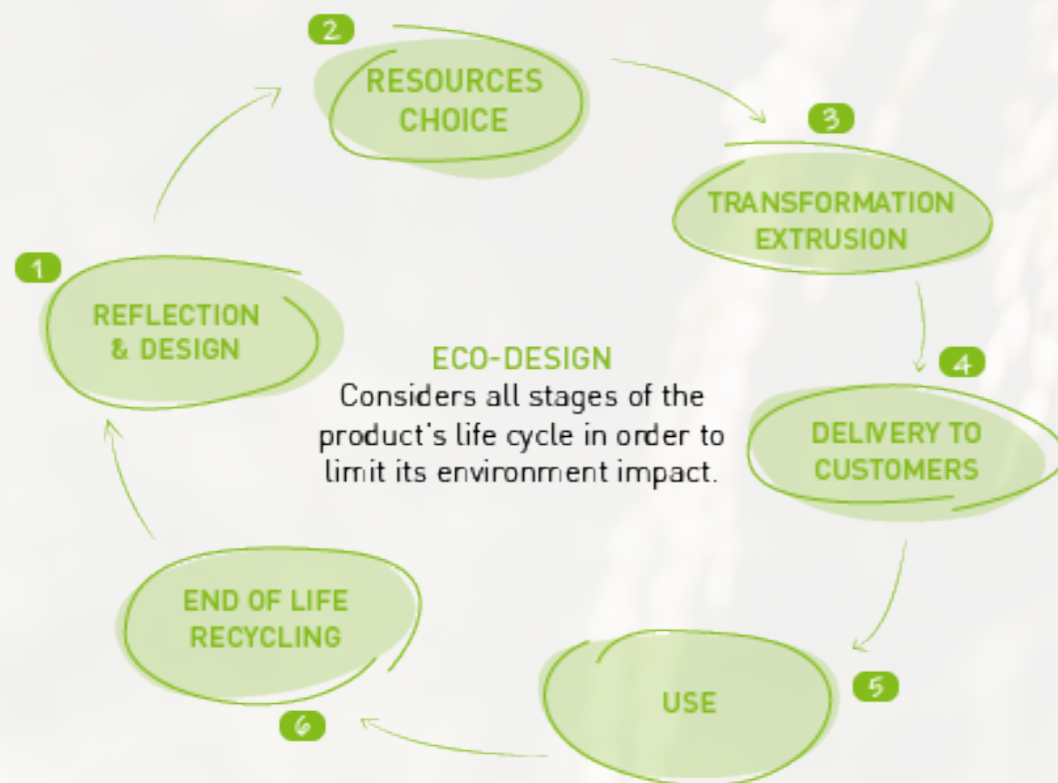 1
REFLECTION
& DESIGN
2
RESOURCES
CHOICE
3
TRANSFORMATION
EXTRUSION
4
DELIVERY TO
CUSTOMERS
5
USE
6
END OF LIFE
RECYCLING
ECO-DESIGN
Considers all stages of the
product's life cycle in order to
limit its environment impact.